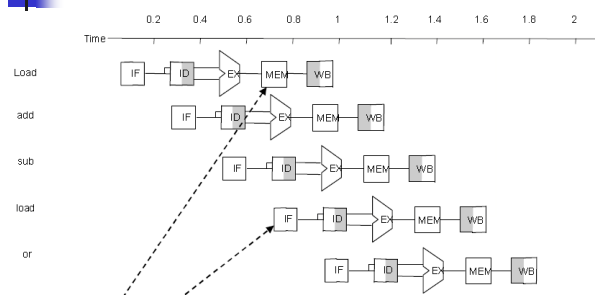 0.2 0.4 0.6 0.8 1 1.2 1.4 1.6 1.8 2
Time
Load IF ID EX MEM WB
add IF ID EX MEM WB
sub IF ID EX MEM WB
load IF ID EX MEM WB
or IF ID EX MEM WB